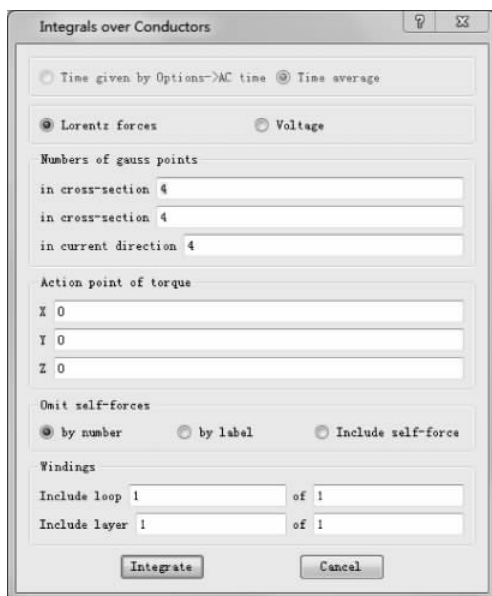 Integrals over Conductors
Time given by Options->AC time Time average
Lorentz forces Voltage
Numbers of gauss points
in cross-section 4
in cross-section 4
in current direction 4
Action point of torque
X 0
Y 0
Z 0
Omit self-forces
by number by label Include self-force
Windings
Include loop 1 of 1
Include layer 1 of 1
Integrate Cancel